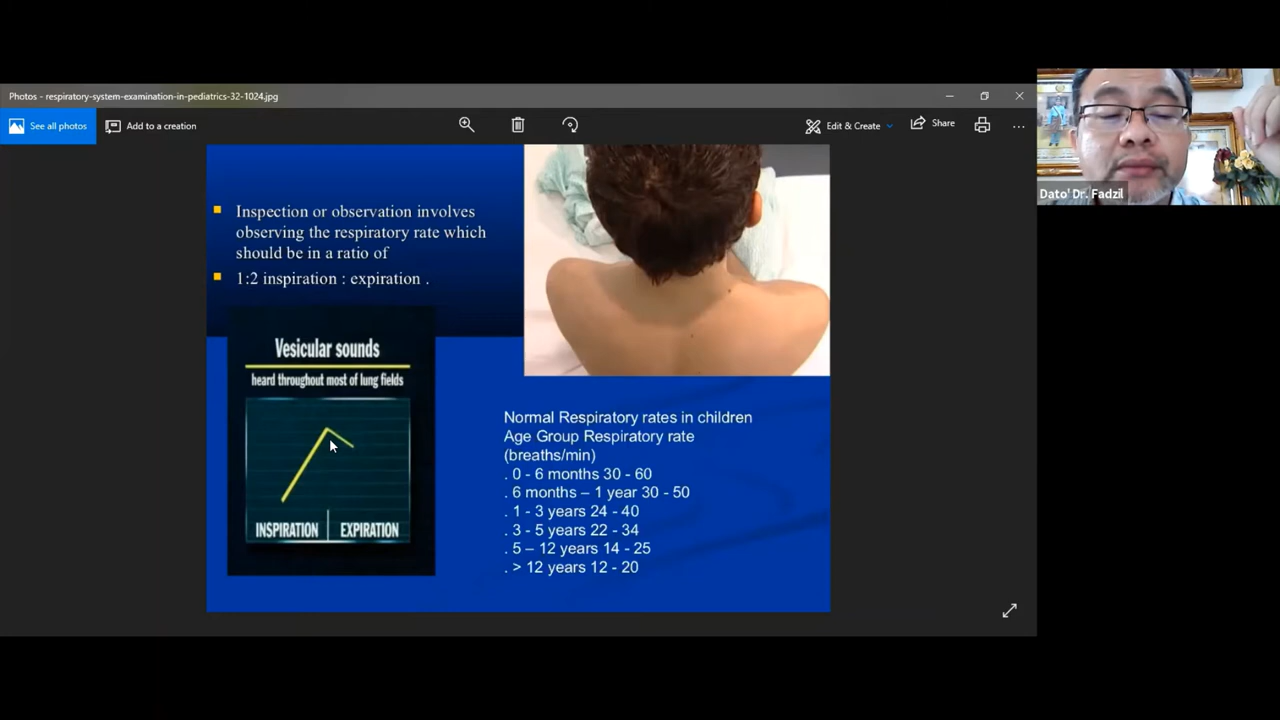 Photos - respiratory-system-examination-in-pediatrics-32-1024.jpg
See all photos
Add to a creation
Edit & Create
Share
Dato' Dr. Fadzil
Inspection or observation involves
observing the respiratory rate which
should be in a ratio of
1:2 inspiration : expiration .
Vesicular sounds
heard throughout most of lung fields
INSPIRATION
EXPIRATION
Normal Respiratory rates in children
Age Group Respiratory rate
(breaths/min)
. 0 - 6 months 30 - 60
. 6 months – 1 year 30 - 50
. 1 - 3 years 24 - 40
. 3 - 5 years 22 - 34
. 5 – 12 years 14 - 25
. > 12 years 12 - 20